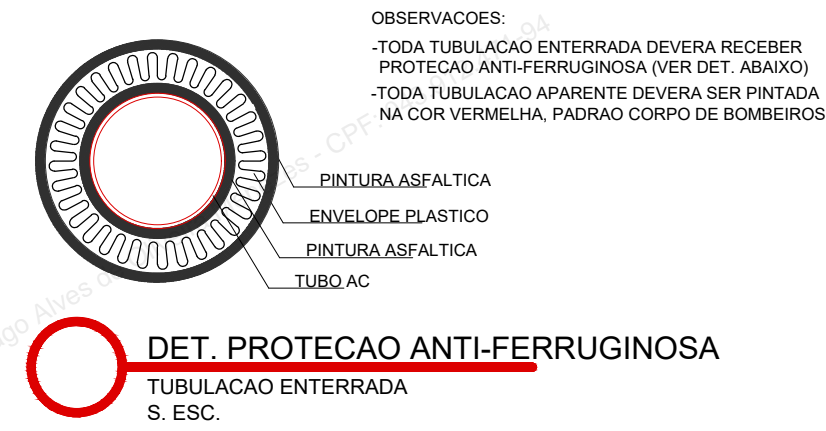 OBSERVACOES:
-TODA TUBULACAO ENTERRADA DEVERA RECEBER
PROTECAO ANTI-FERRUGINOSA (VER DET. ABAIXO)
-TODA TUBULACAO APARENTE DEVERA SER PINTADA
NA COR VERMELHA, PADRAO CORPO DE BOMBEIROS
PINTURA ASFALTICA
ENVELOPE PLASTICO
PINTURA ASFALTICA
TUBO AC
DET. PROTECAO ANTI-FERRUGINOSA
TUBULACAO ENTERRADA
S. ESC.